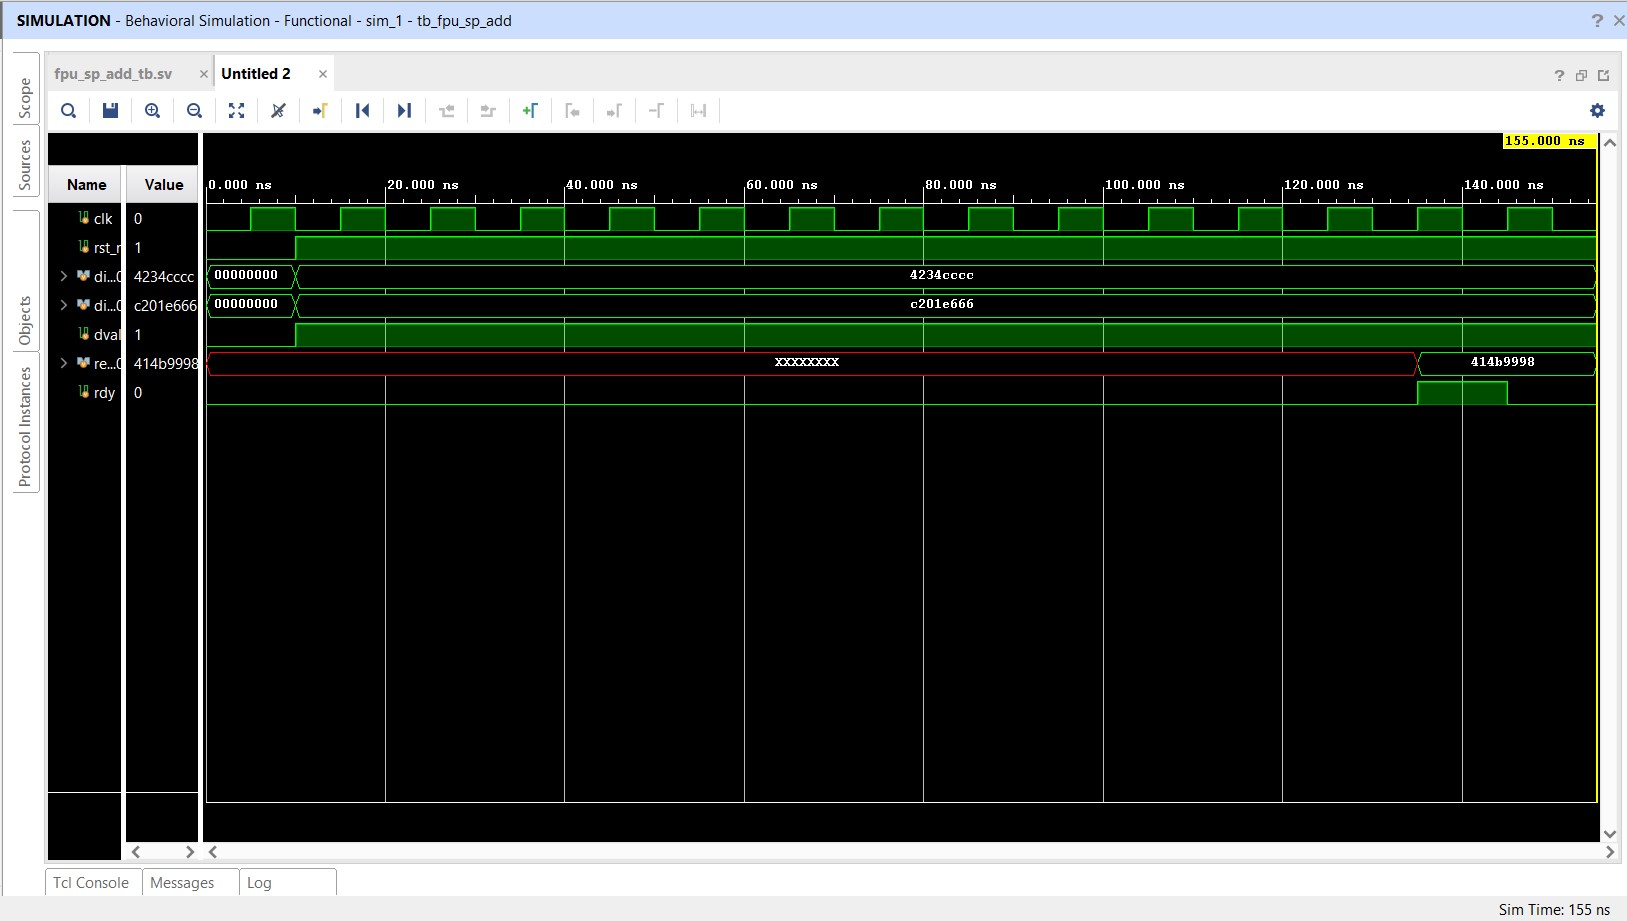 SIMULATION - Behavioral Simulation - Functional - sim_1 - tb_fpu_sp_add
? ×
Scope
Sources
Objects
Protocol Instances
fpu_sp_add_tb.sv × Untitled 2 ×
?
155.000 ns
Name Value 0.000 ns 20.000 ns 40.000 ns 60.000 ns 80.000 ns 100.000 ns 120.000 ns 140.000 ns
clk 0
rst_r 1
di...0 4234cccc 00000000 4234cccc
di...0 c201e666 00000000 c201e666
dval 1
re...0 414b9998 XXXXXXXX 414b9998
rdy 0
Tcl Console Messages Log
Sim Time: 155 ns